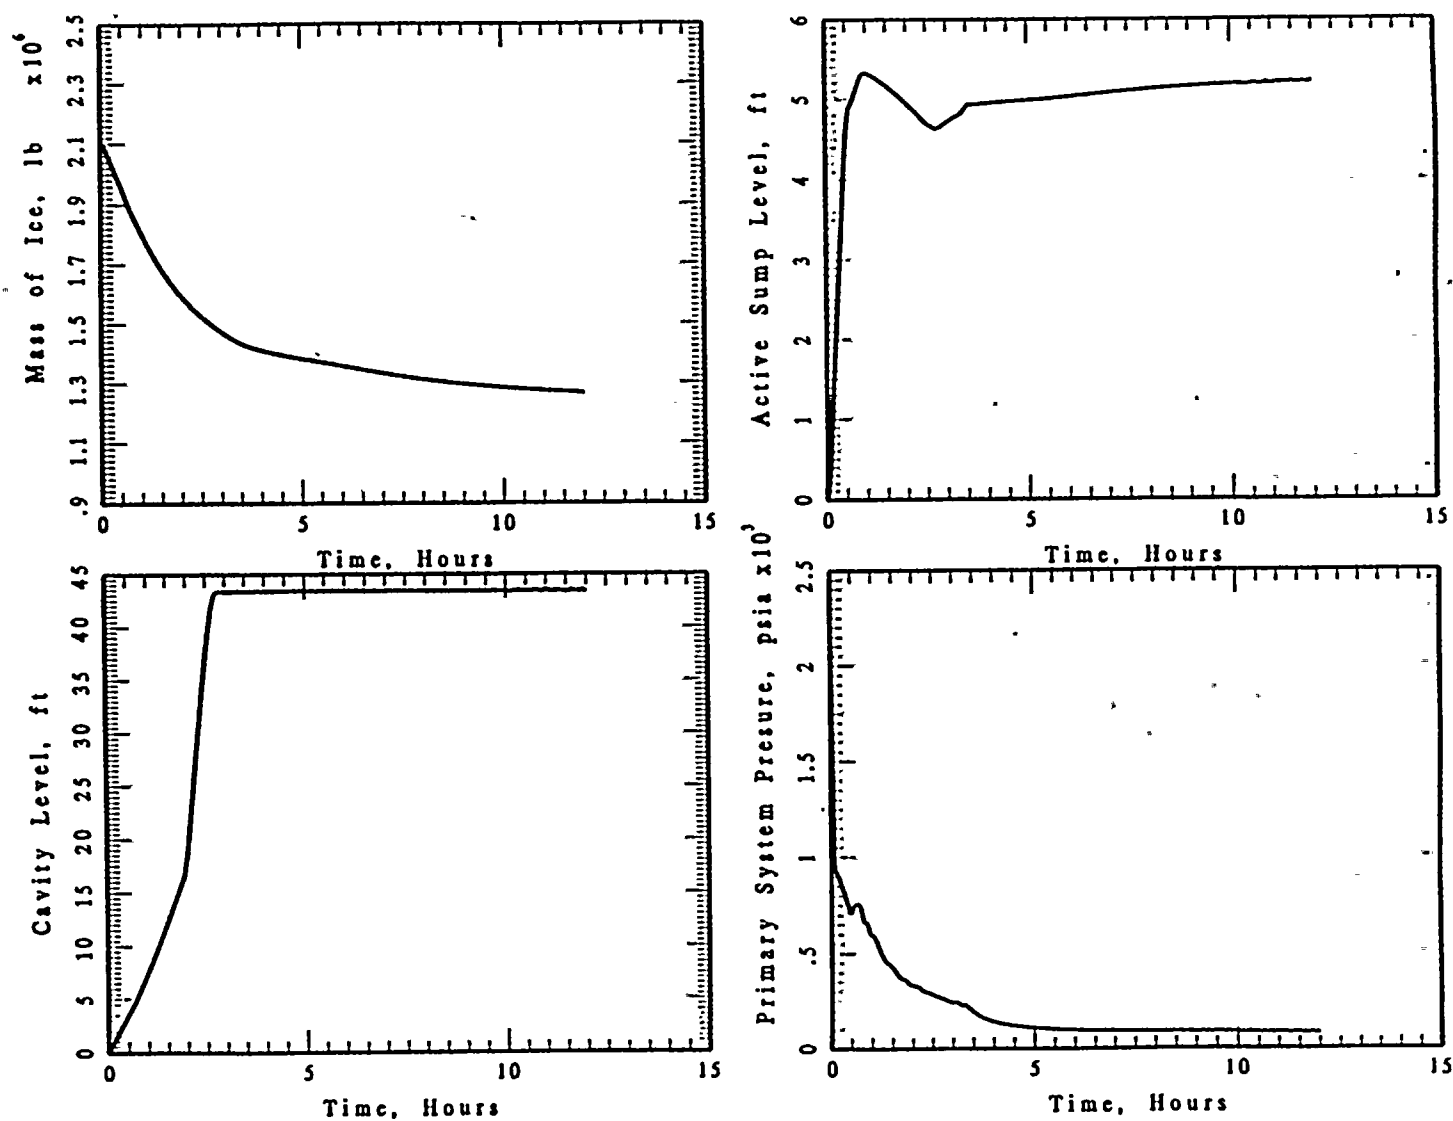 Mass of Ice, lb x10⁶
2.5
2.3
2.1
1.9
1.7
1.5
1.3
1.1
.9
0 5 10 15
Time, Hours
Active Sump Level, ft
6
5
4
3
2
1
0
0 5 10 15
Time, Hours
Cavity Level, ft
45
40
35
30
25
20
15
10
5
0
0 5 10 15
Time, Hours
Primary System Presure, psia x10³
2.5
2
1.5
1
.5
0
0 5 10 15
Time, Hours